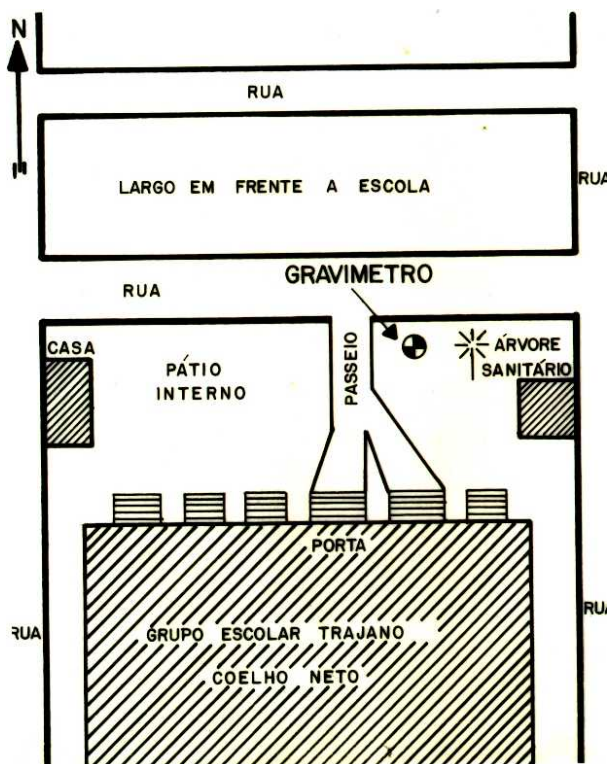 N
RUA
LARGO EM FRENTE A ESCOLA
RUA
GRAVIMETRO
RUA
CASA
PÁTIO
INTERNO
PASSEIO
ÁRVORE
SANITÁRIO
PORTA
RUA
GRUPO ESCOLAR TRAJANO
COELHO NETO
RUA